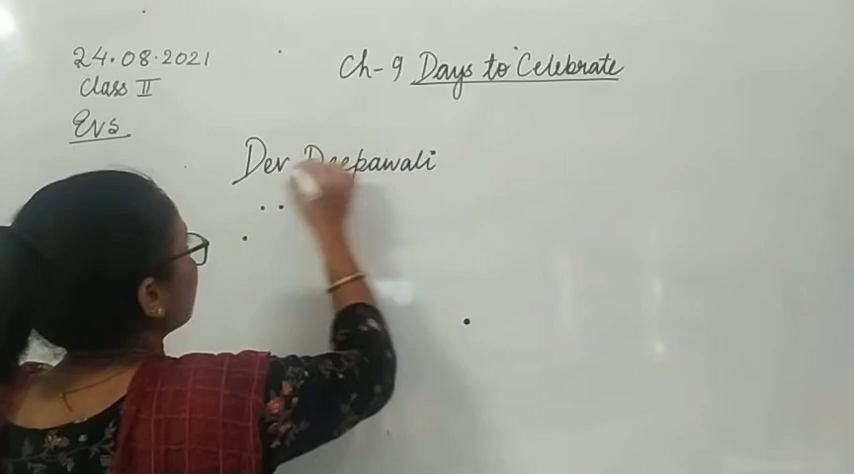 24.08.2021
Ch-9 Days to Celebrate
Class II
EVS
Dev Deepawali